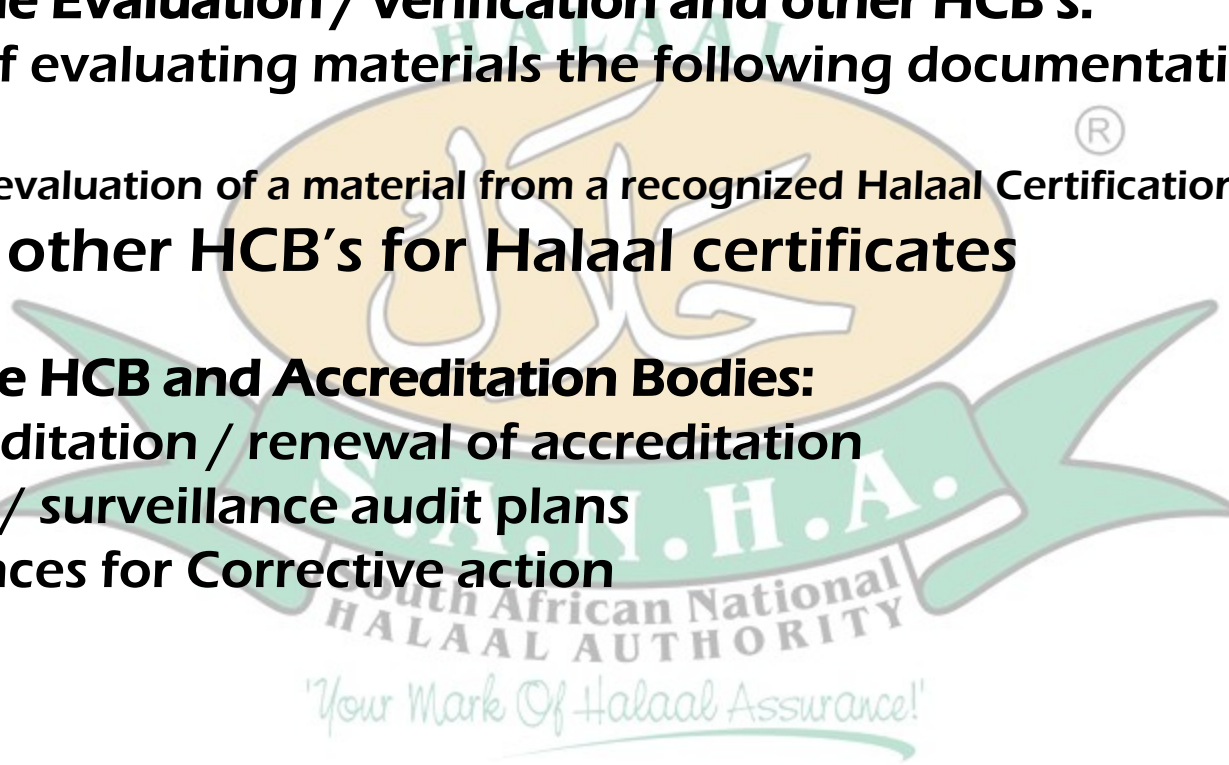 e Evaluation / Verification and other HCB's:
f evaluating materials the following documentati
evaluation of a material from a recognized Halaal Certification
other HCB's for Halaal certificates
e HCB and Accreditation Bodies:
ditation / renewal of accreditation
/ surveillance audit plans
nces for Corrective action
HALAAL
®
حلال
S.A.N.H.A.
South African National
HALAAL AUTHORITY
'Your Mark Of Halaal Assurance!'